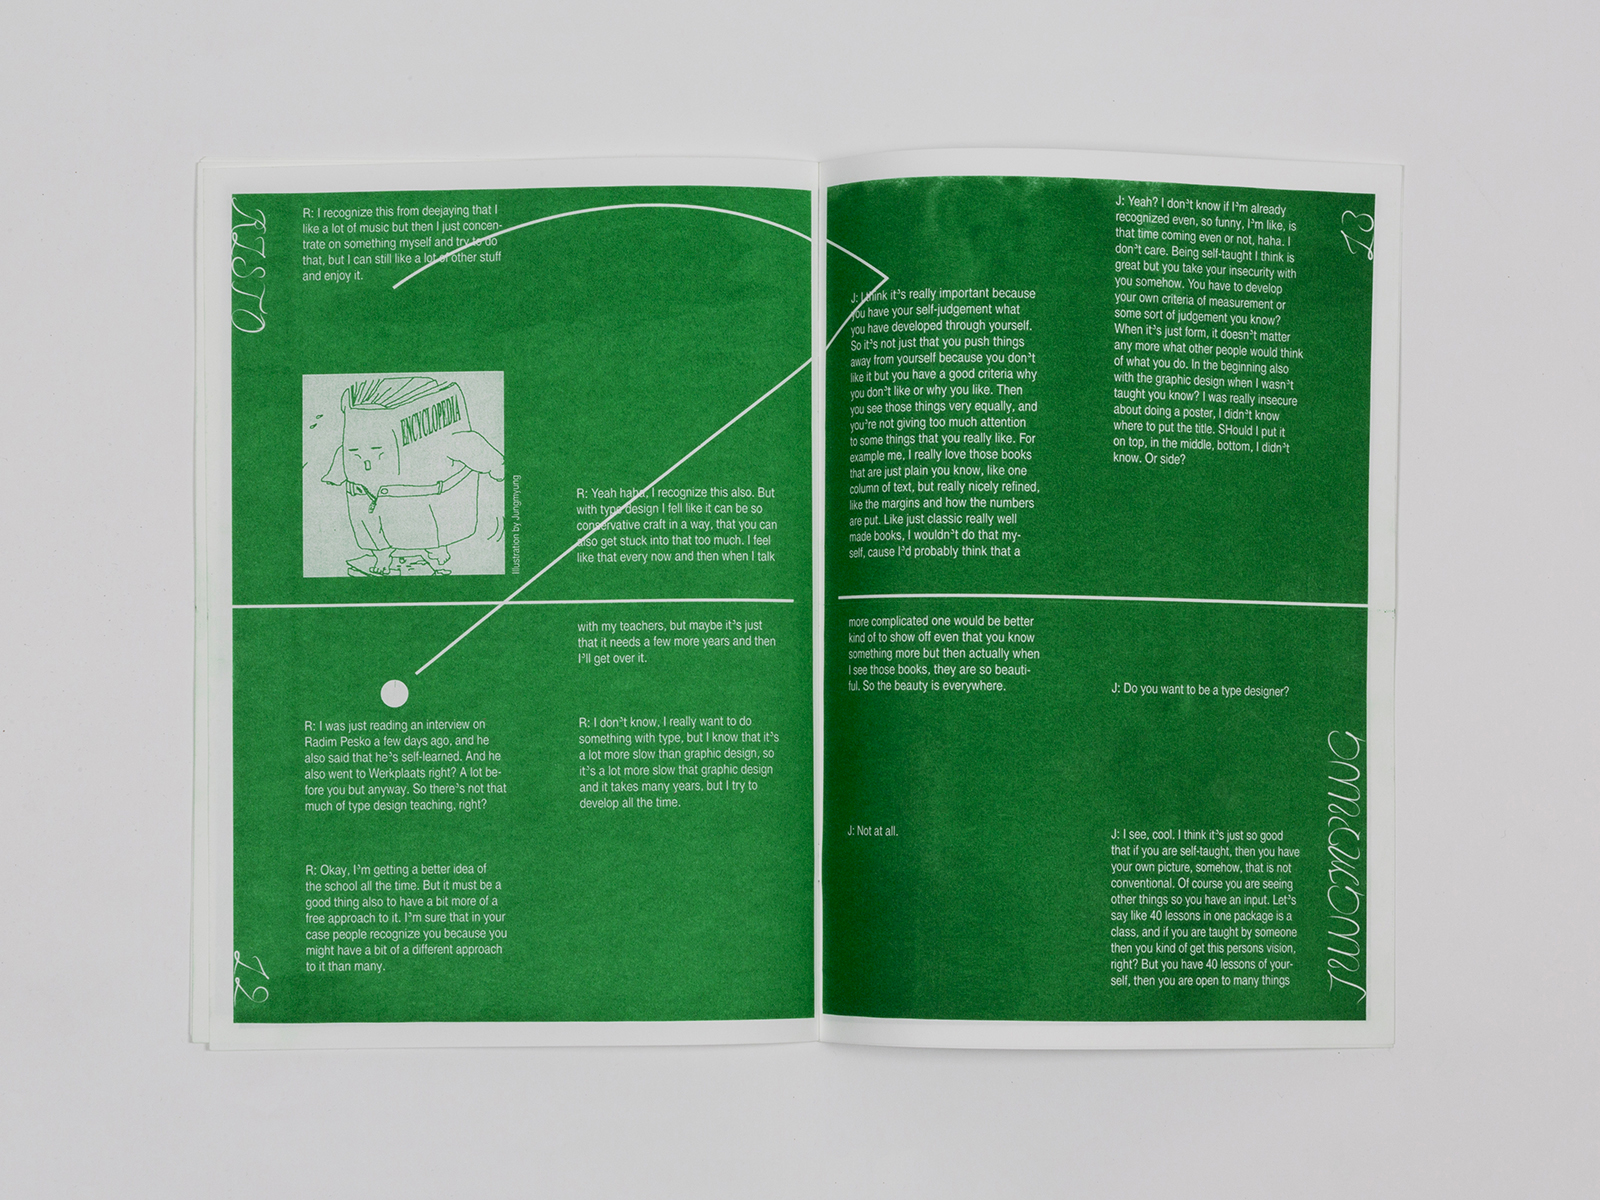 RISTO
R: I recognize this from deejaying that I
like a lot of music but then I just concen-
trate on something myself and try to do
that, but I can still like a lot of other stuff
and enjoy it.
ENCYCLOPEDIA
Illustration by Jungmyung
R: Yeah haha, I recognize this also. But
with type design I fell like it can be so
conservative craft in a way, that you can
also get stuck into that too much. I feel
like that every now and then when I talk
with my teachers, but maybe it's just
that it needs a few more years and then
I'll get over it.
R: I was just reading an interview on
Radim Pesko a few days ago, and he
also said that he's self-learned. And he
also went to Werkplaats right? A lot be-
fore you but anyway. So there's not that
much of type design teaching, right?
R: I don't know, I really want to do
something with type, but I know that it's
a lot more slow than graphic design, so
it's a lot more slow that graphic design
and it takes many years, but I try to
develop all the time.
R: Okay, I'm getting a better idea of
the school all the time. But it must be a
good thing also to have a bit more of a
free approach to it. I'm sure that in your
case people recognize you because you
might have a bit of a different approach
to it than many.
12
J: I think it's really important because
you have your self-judgement what
you have developed through yourself.
So it's not just that you push things
away from yourself because you don't
like it but you have a good criteria why
you don't like or why you like. Then
you see those things very equally, and
you're not giving too much attention
to some things that you really like. For
example me, I really love those books
that are just plain you know, like one
column of text, but really nicely refined,
like the margins and how the numbers
are put. Like just classic really well
made books, I wouldn't do that my-
self, cause I'd probably think that a
more complicated one would be better
kind of to show off even that you know
something more but then actually when
I see those books, they are so beauti-
ful. So the beauty is everywhere.
J: Not at all.
J: Yeah? I don't know if I'm already
recognized even, so funny, I'm like, is
that time coming even or not, haha. I
don't care. Being self-taught I think is
great but you take your insecurity with
you somehow. You have to develop
your own criteria of measurement or
some sort of judgement you know?
When it's just form, it doesn't matter
any more what other people would think
of what you do. In the beginning also
with the graphic design when I wasn't
taught you know? I was really insecure
about doing a poster, I didn't know
where to put the title. SHould I put it
on top, in the middle, bottom, I didn't
know. Or side?
J: Do you want to be a type designer?
J: I see, cool. I think it's just so good
that if you are self-taught, then you have
your own picture, somehow, that is not
conventional. Of course you are seeing
other things so you have an input. Let's
say like 40 lessons in one package is a
class, and if you are taught by someone
then you kind of get this persons vision,
right? But you have 40 lessons of your-
self, then you are open to many things
13
JUNGMYUNG